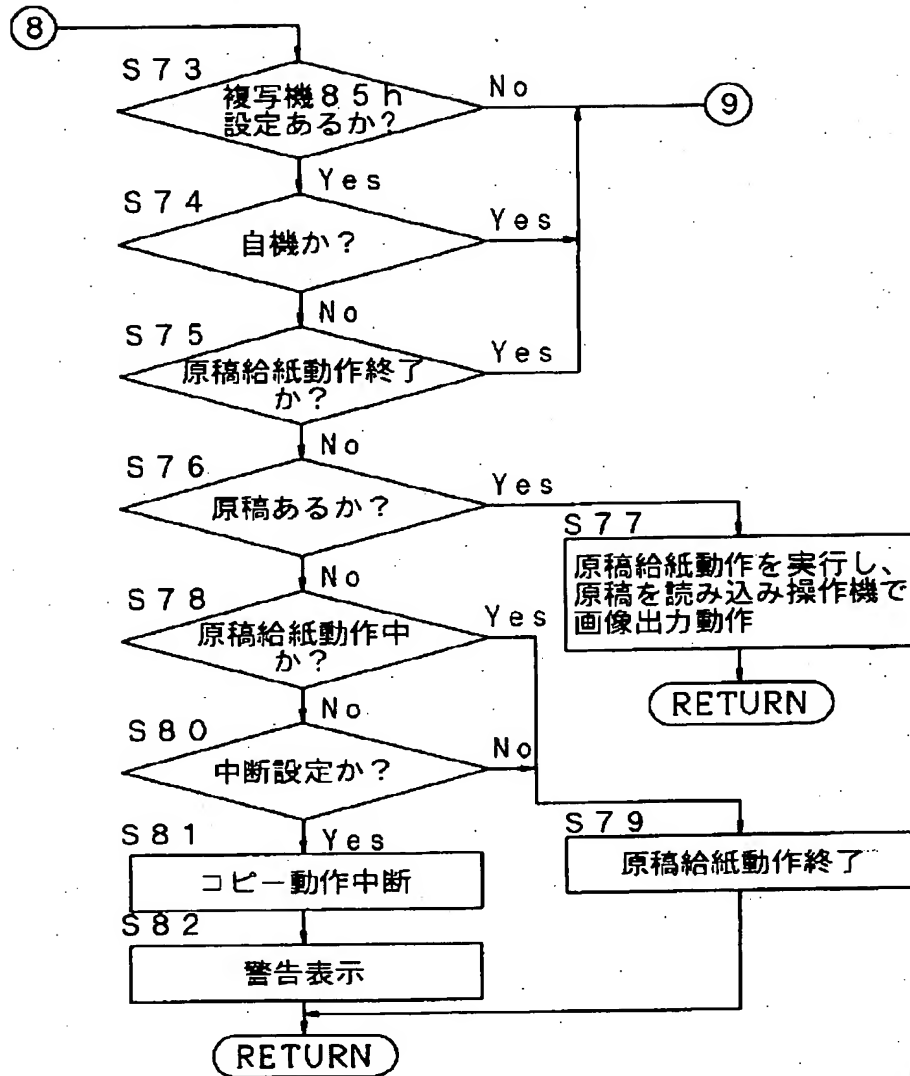 8
S73
複写機85h
設定あるか?
No
9
Yes
S74
自機か?
Yes
No
S75
原稿給紙動作終了
か?
Yes
No
S76
原稿あるか?
Yes
S77
原稿給紙動作を実行し、
原稿を読み込み操作機で
画像出力動作
RETURN
No
S78
原稿給紙動作中
か?
Yes
No
S80
中断設定か?
No
Yes
S79
原稿給紙動作終了
S81
コピー動作中断
S82
警告表示
RETURN